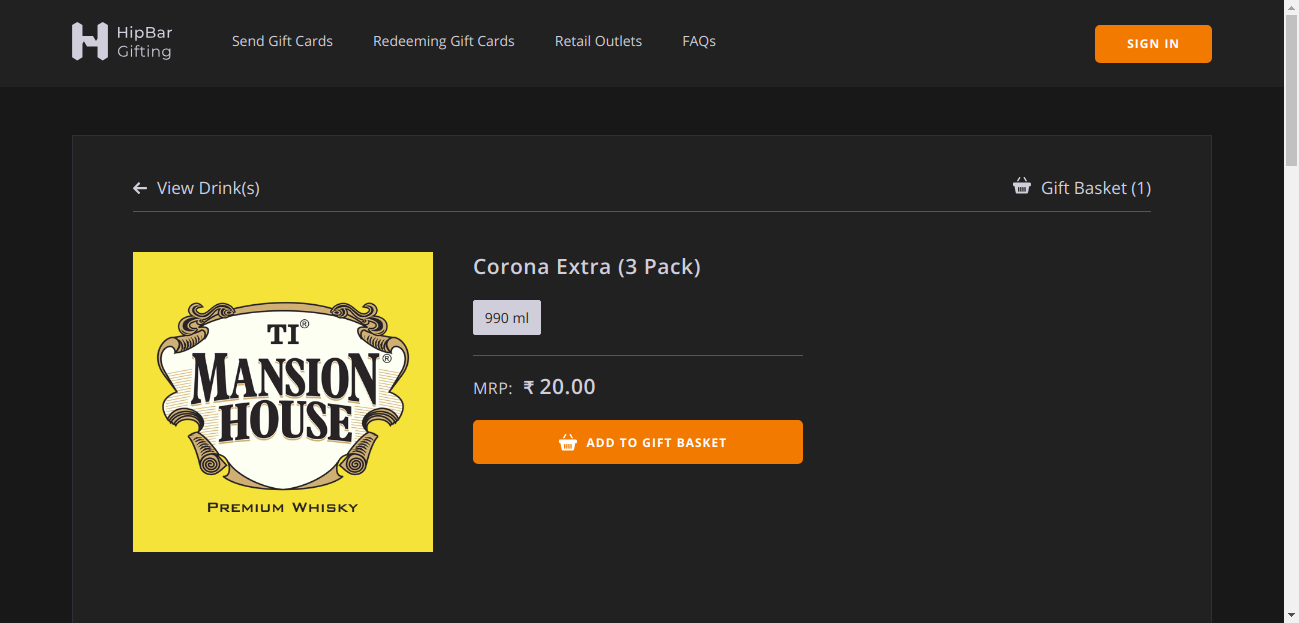 HipBar
Gifting
Send Gift Cards
Redeeming Gift Cards
Retail Outlets
FAQs
SIGN IN
View Drink(s)
Gift Basket (1)
TI®
MANSION®
HOUSE
PREMIUM WHISKY
Corona Extra (3 Pack)
990 ml
MRP: ₹ 20.00
ADD TO GIFT BASKET